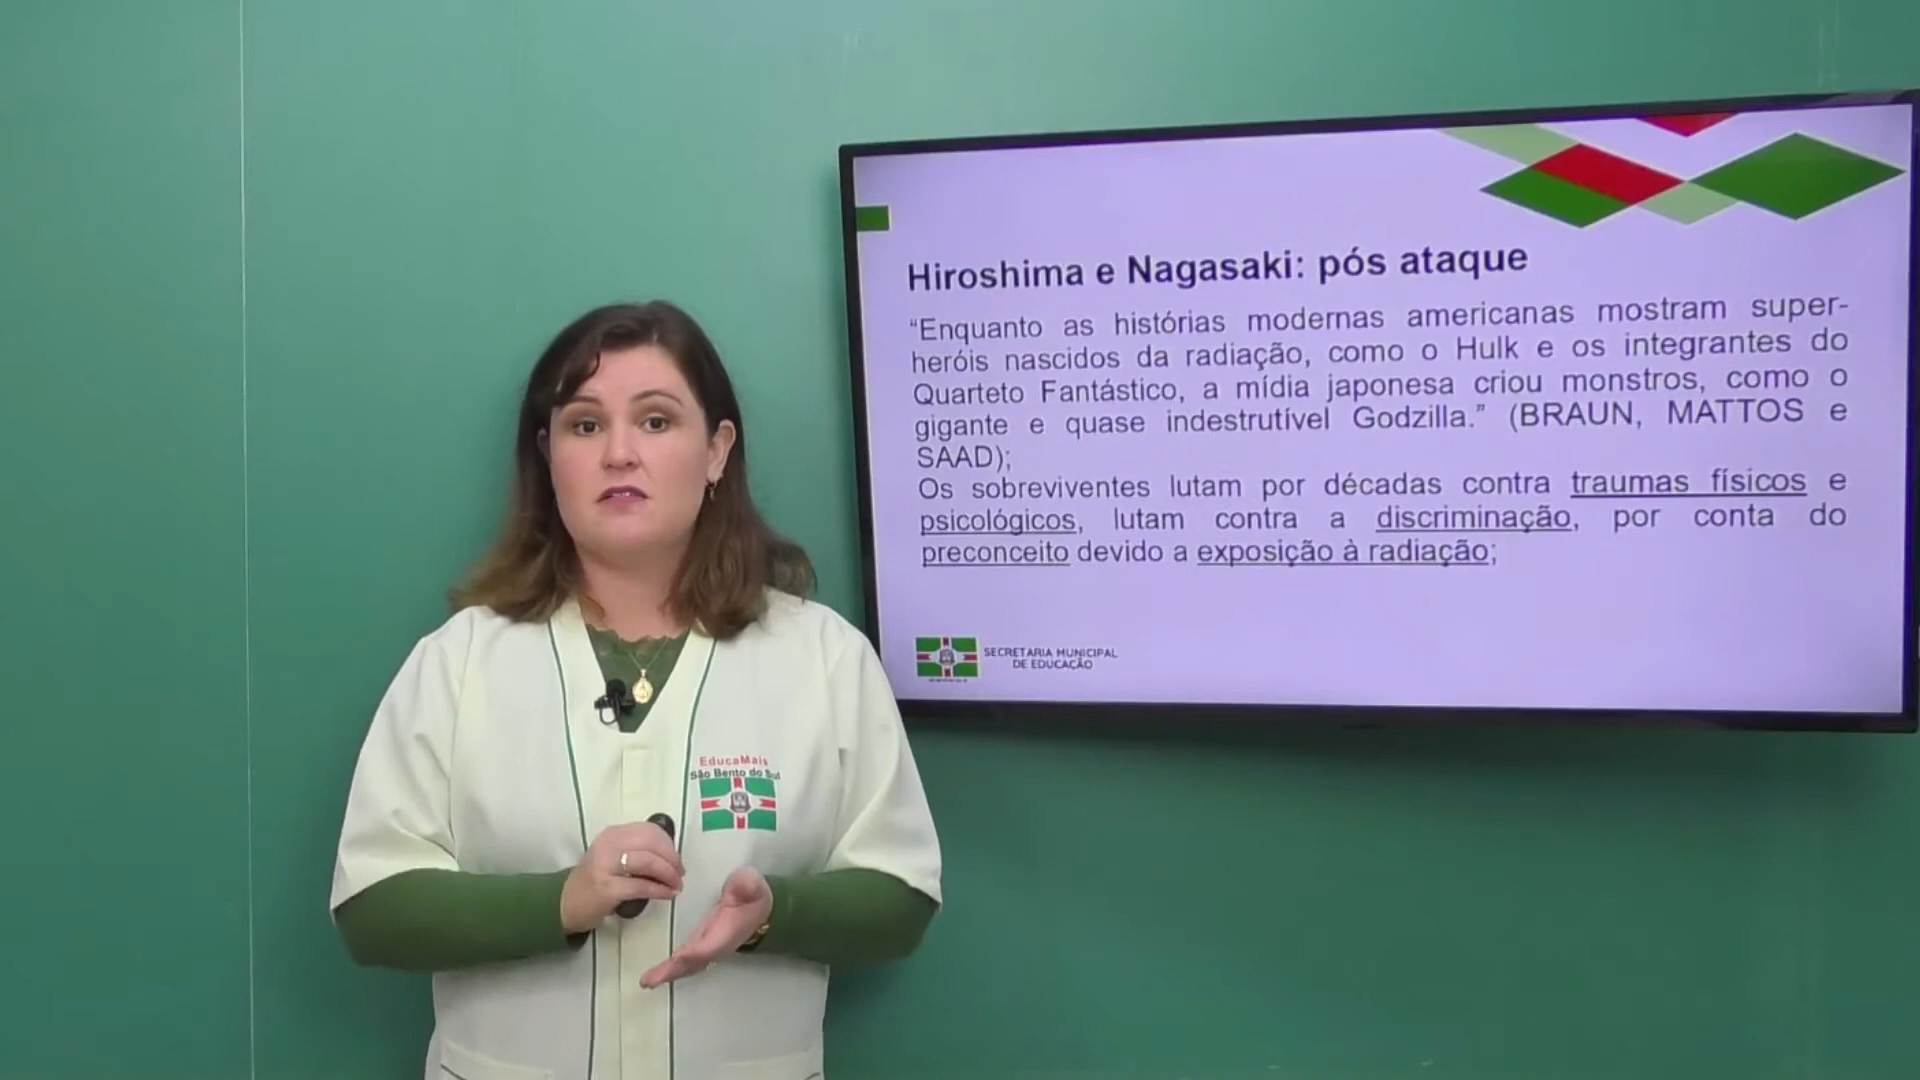 Hiroshima e Nagasaki: pós ataque
“Enquanto as histórias modernas americanas mostram super-
heróis nascidos da radiação, como o Hulk e os integrantes do
Quarteto Fantástico, a mídia japonesa criou monstros, como o
gigante e quase indestrutível Godzilla.” (BRAUN, MATTOS e
SAAD);
Os sobreviventes lutam por décadas contra traumas físicos e
psicológicos, lutam contra a discriminação, por conta do
preconceito devido a exposição à radiação;
SECRETARIA MUNICIPAL
DE EDUCAÇÃO
EducaMais
São Bento do Sul